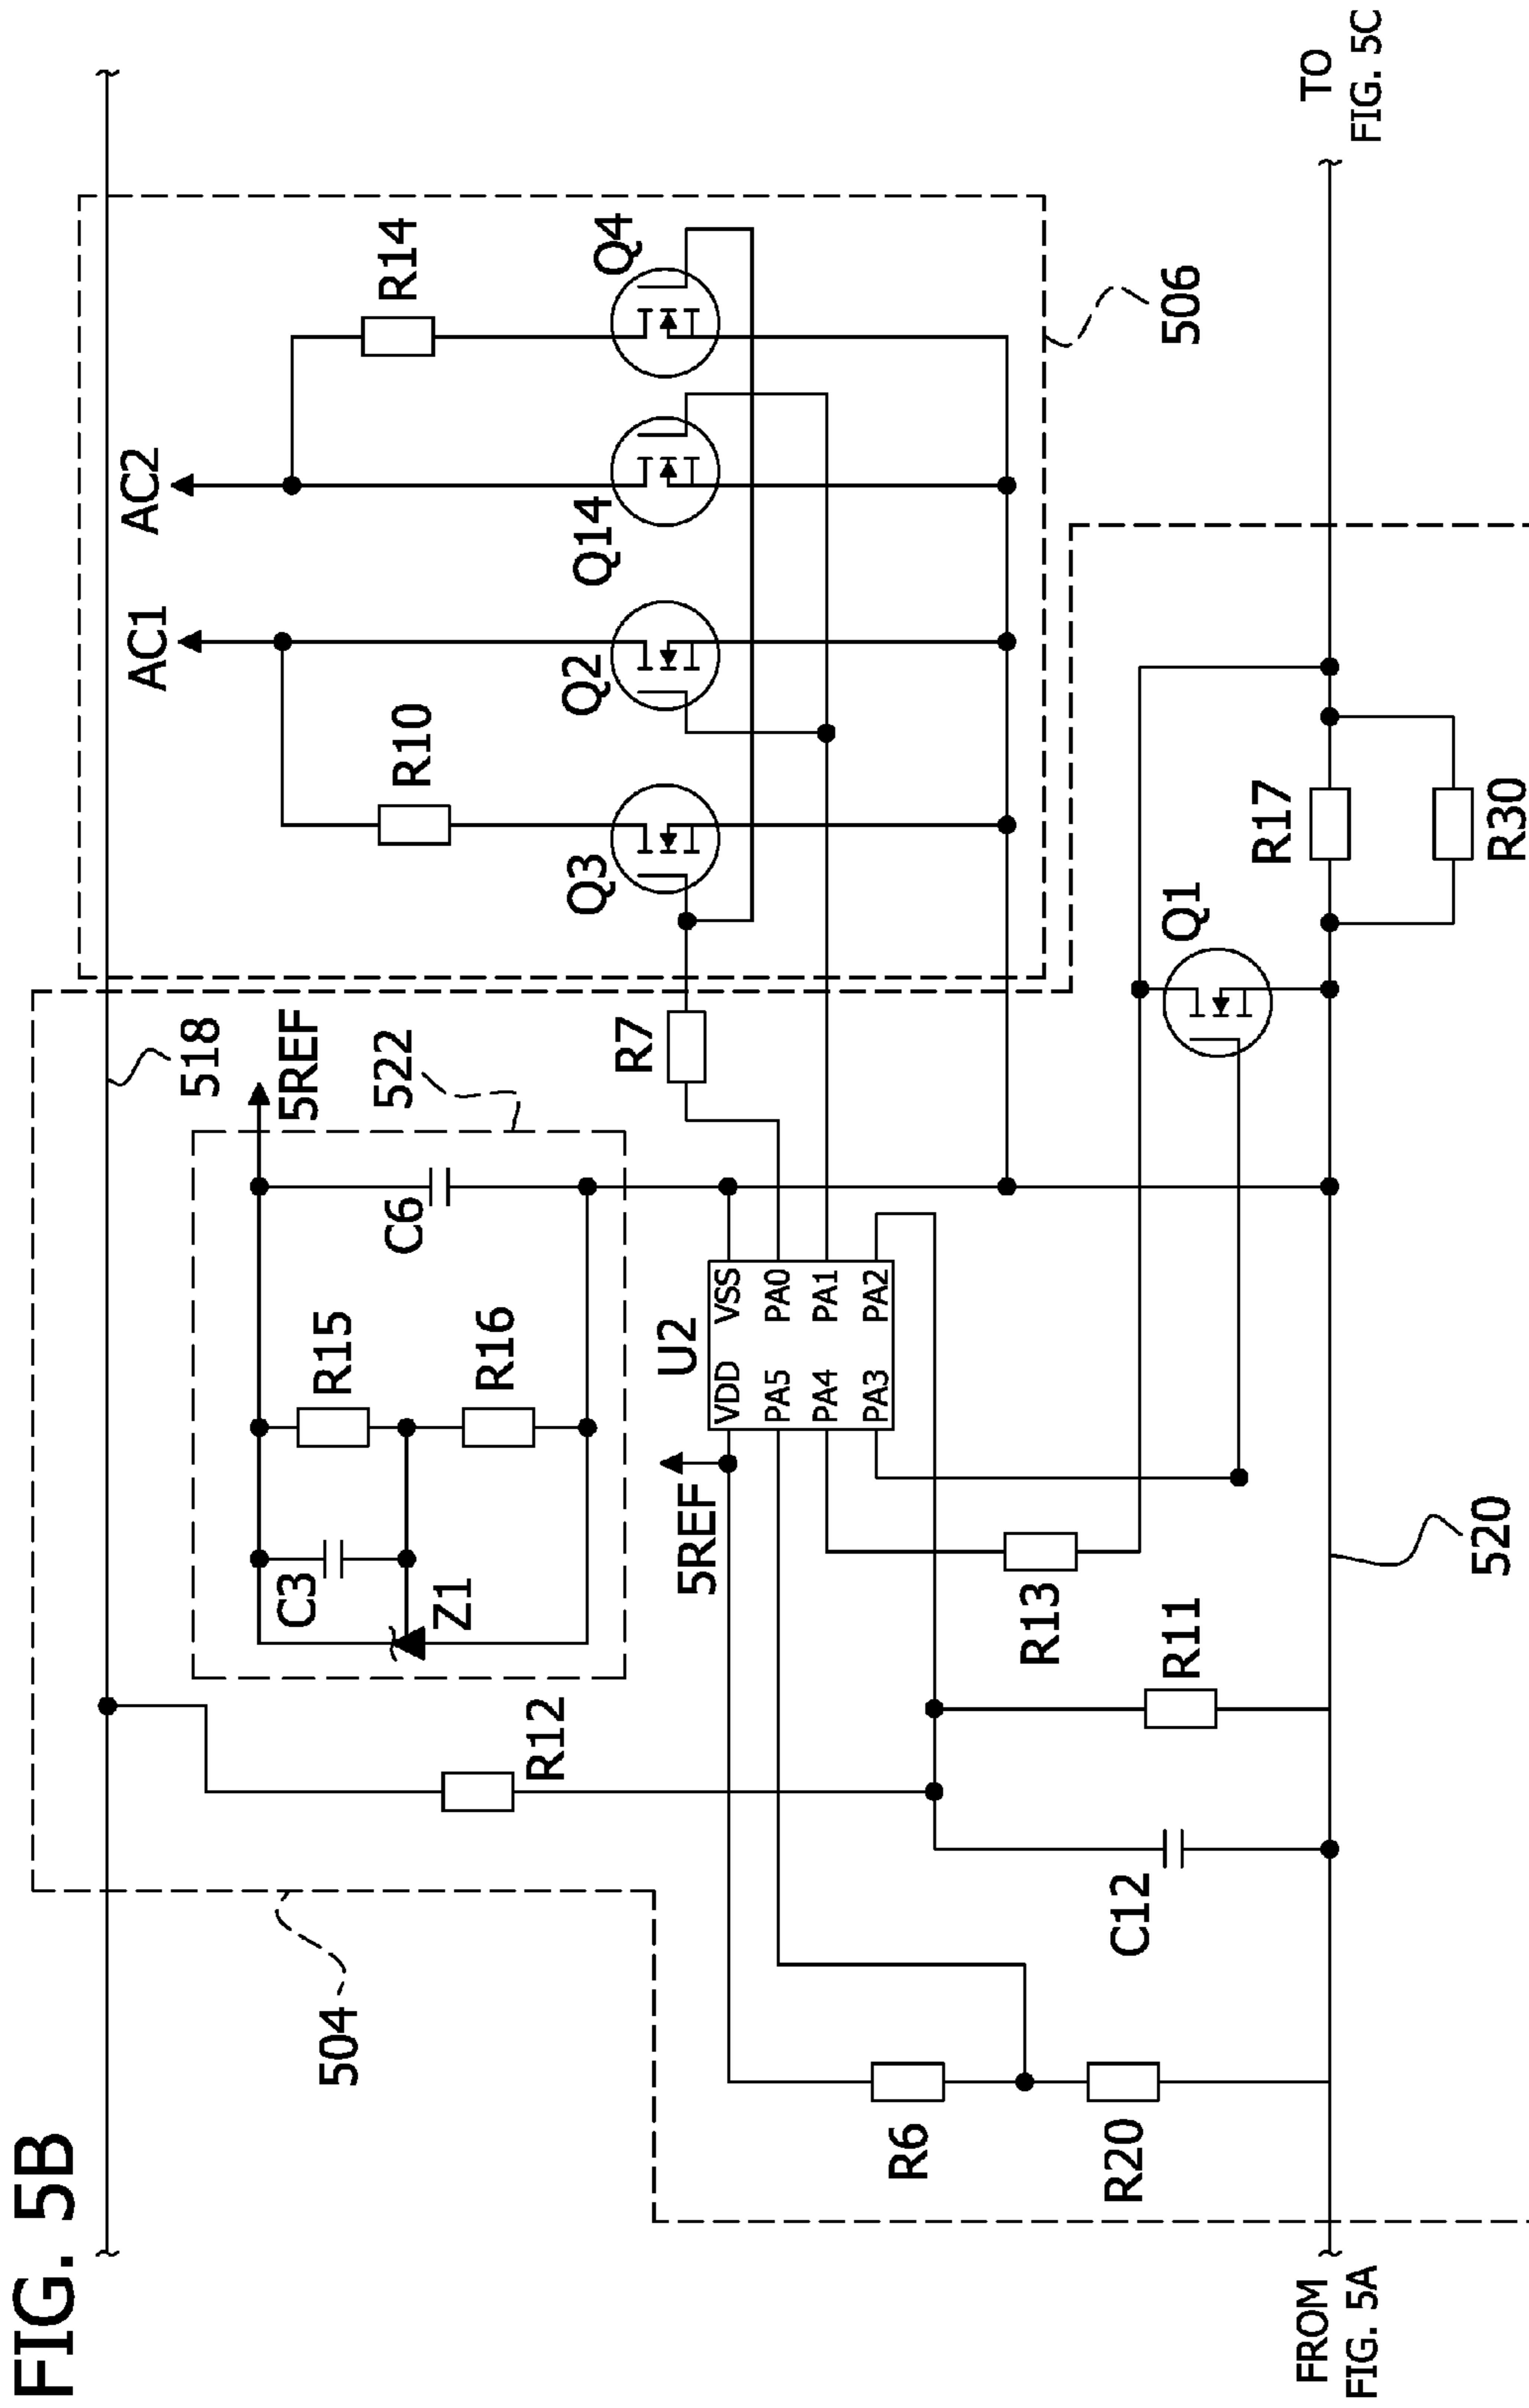 FIG. 5B
518
504
R12
C3
Z1
R15
R16
C6
5REF
522
AC1
AC2
R10
R14
Q3
Q2
Q14
Q4
506
R7
5REF
U2
VDD
VSS
PA5
PA0
PA4
PA1
PA3
PA2
R6
R20
C12
R11
R13
Q1
R17
R30
520
FROM
FIG. 5A
TO
FIG. 5C